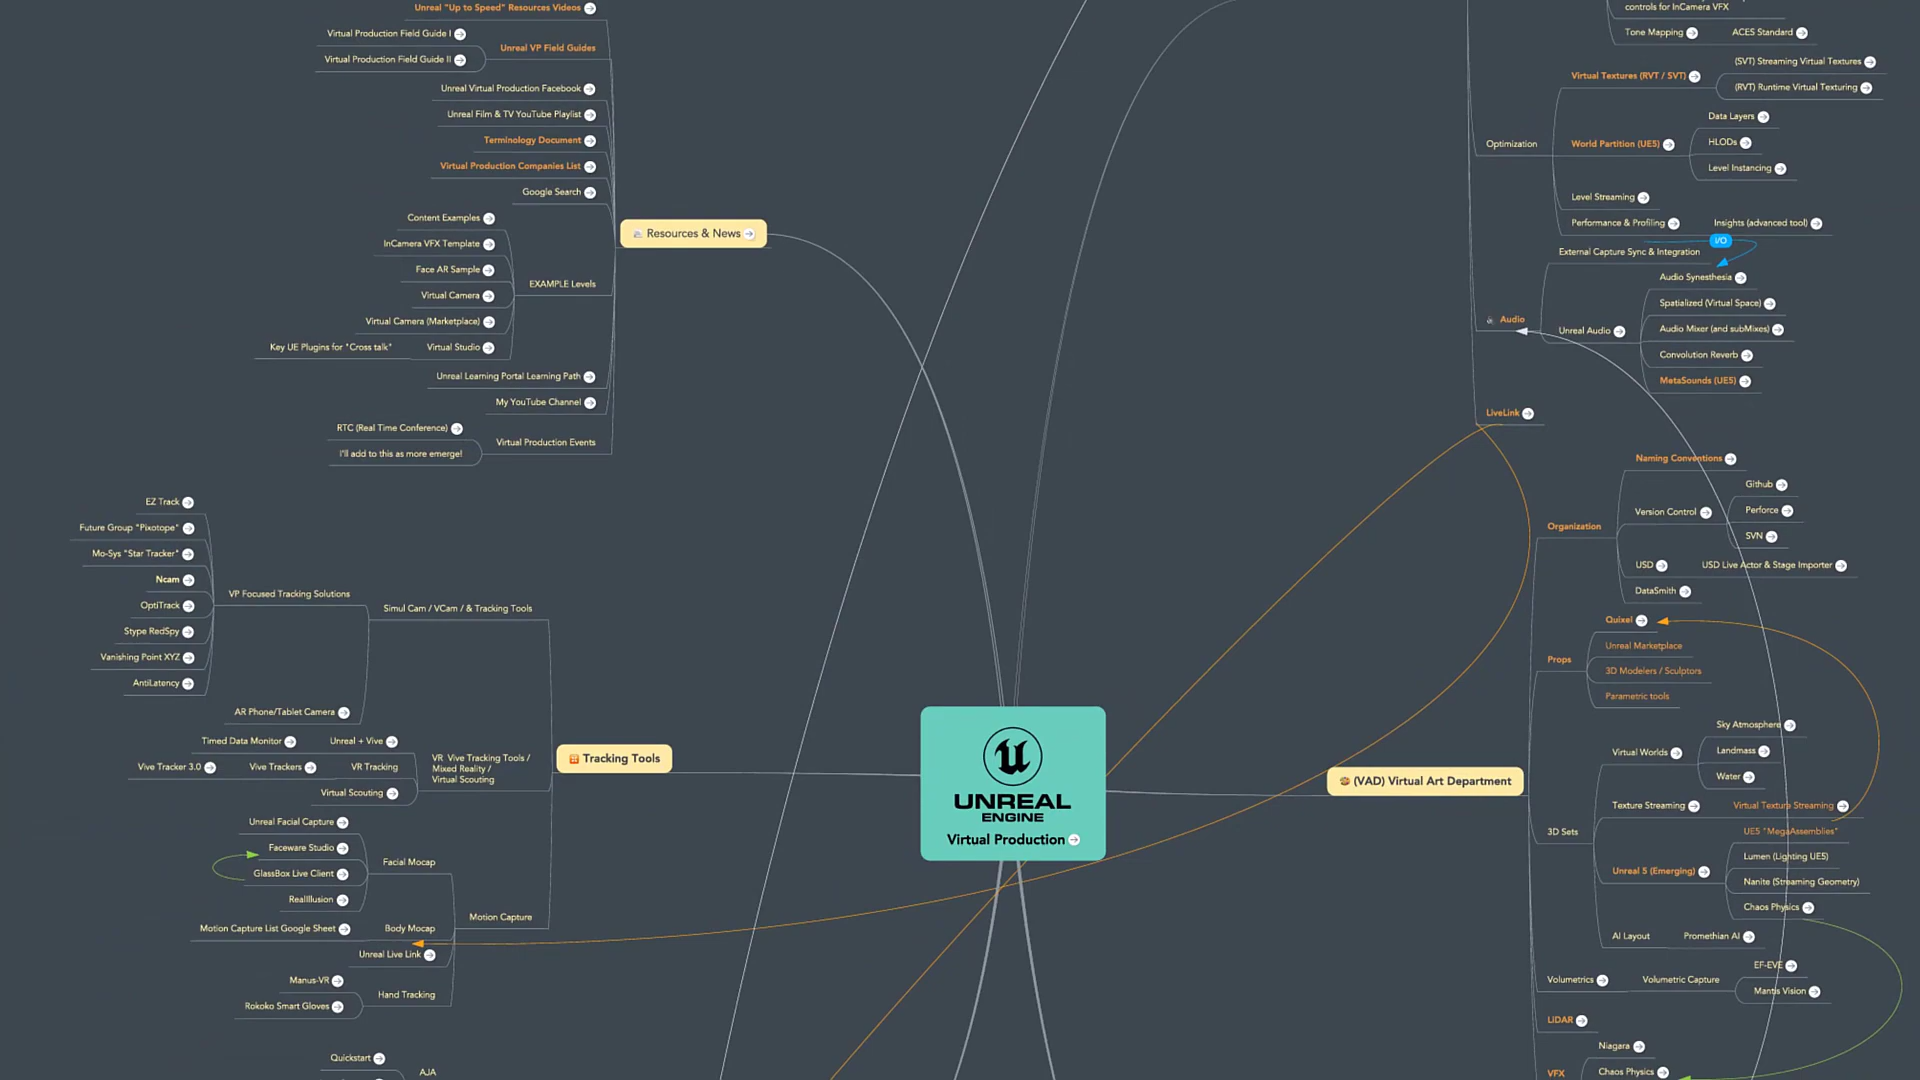 Unreal "Up to Speed" Resources Videos
Virtual Production Field Guide I
Unreal VP Field Guides
Virtual Production Field Guide II
Unreal Virtual Production Facebook
Unreal Film & TV YouTube Playlist
Terminology Document
Virtual Production Companies List
Google Search
Resources & News
Content Examples
InCamera VFX Template
Face AR Sample
EXAMPLE Levels
Virtual Camera
Virtual Camera (Marketplace)
Key UE Plugins for "Cross talk"
Virtual Studio
Unreal Learning Portal Learning Path
My YouTube Channel
RTC (Real Time Conference)
Virtual Production Events
I'll add to this as more emerge!
EZ Track
Future Group "Pixotope"
Mo-Sys "Star Tracker"
Ncam
VP Focused Tracking Solutions
OptiTrack
Simul Cam / VCam / & Tracking Tools
Stype RedSpy
Vanishing Point XYZ
AntiLatency
AR Phone/Tablet Camera
Timed Data Monitor
Unreal + Vive
Vive Tracker 3.0
Vive Trackers
VR Tracking
VR Vive Tracking Tools /
Mixed Reality /
Virtual Scouting
Virtual Scouting
Tracking Tools
Unreal Facial Capture
Faceware Studio
Facial Mocap
GlassBox Live Client
RealIllusion
Motion Capture
Motion Capture List Google Sheet
Body Mocap
Unreal Live Link
Manus-VR
Hand Tracking
Rokoko Smart Gloves
Quickstart
AJA
UNREAL
ENGINE
Virtual Production
controls for InCamera VFX
Tone Mapping
ACES Standard
Virtual Textures (RVT / SVT)
(SVT) Streaming Virtual Textures
(RVT) Runtime Virtual Texturing
Optimization
World Partition (UE5)
Data Layers
HLODs
Level Instancing
Level Streaming
Performance & Profiling
Insights (advanced tool)
I/O
External Capture Sync & Integration
Audio Synesthesia
Spatialized (Virtual Space)
Audio
Unreal Audio
Audio Mixer (and subMixes)
Convolution Reverb
MetaSounds (UE5)
LiveLink
Naming Conventions
Github
Organization
Version Control
Perforce
SVN
USD
USD Live Actor & Stage Importer
DataSmith
Quixel
Unreal Marketplace
Props
3D Modelers / Sculptors
Parametric tools
Sky Atmosphere
Virtual Worlds
Landmass
Water
(VAD) Virtual Art Department
Texture Streaming
Virtual Texture Streaming
3D Sets
UE5 "MegaAssemblies"
Lumen (Lighting UE5)
Unreal 5 (Emerging)
Nanite (Streaming Geometry)
Chaos Physics
AI Layout
Promethian AI
EF-EVE
Volumetrics
Volumetric Capture
Mantis Vision
LIDAR
Niagara
VFX
Chaos Physics